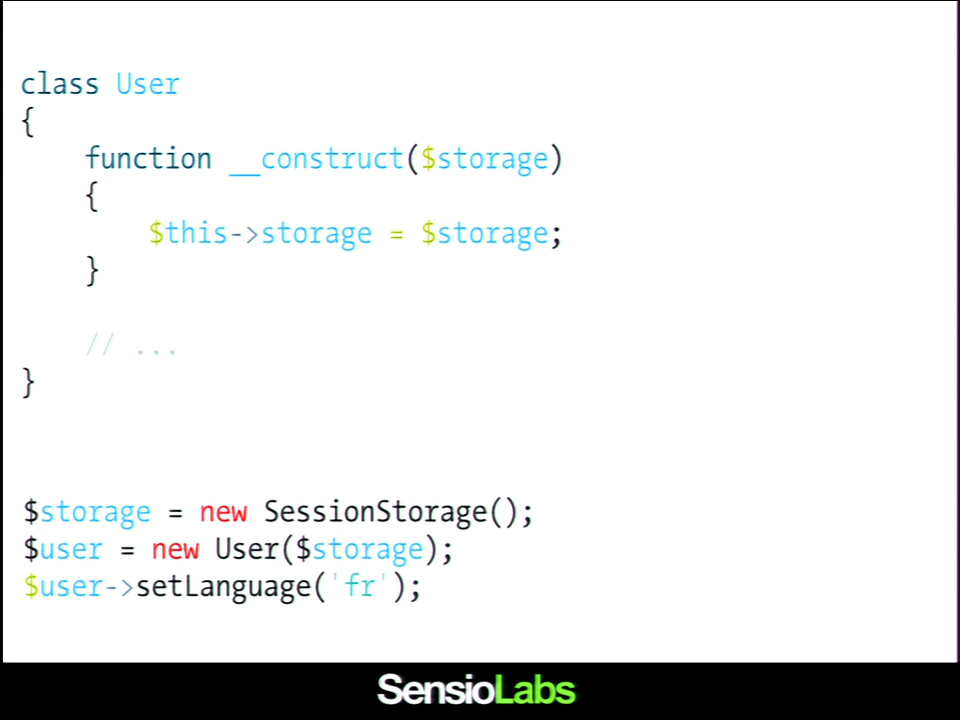 class User
{
    function __construct($storage)
    {
        $this->storage = $storage;
    }

    // ...
}

$storage = new SessionStorage();
$user = new User($storage);
$user->setLanguage('fr');
SensioLabs